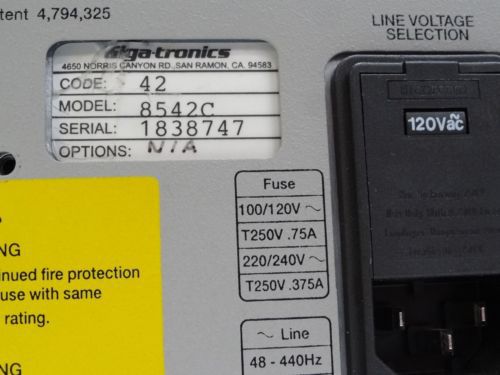 tent 4,794,325
Giga-tronics
4650 NORRIS CANYON RD., SAN RAMON, CA. 94583
CODE: 42
MODEL: 8542C
SERIAL: 1838747
OPTIONS: N/A
LINE VOLTAGE
SELECTION
120Vac
Fuse
100/120V ~
T250V .75A
220/240V ~
T250V .375A
~ Line
48 - 440Hz
NG
inued fire protection
use with same
rating.
NG